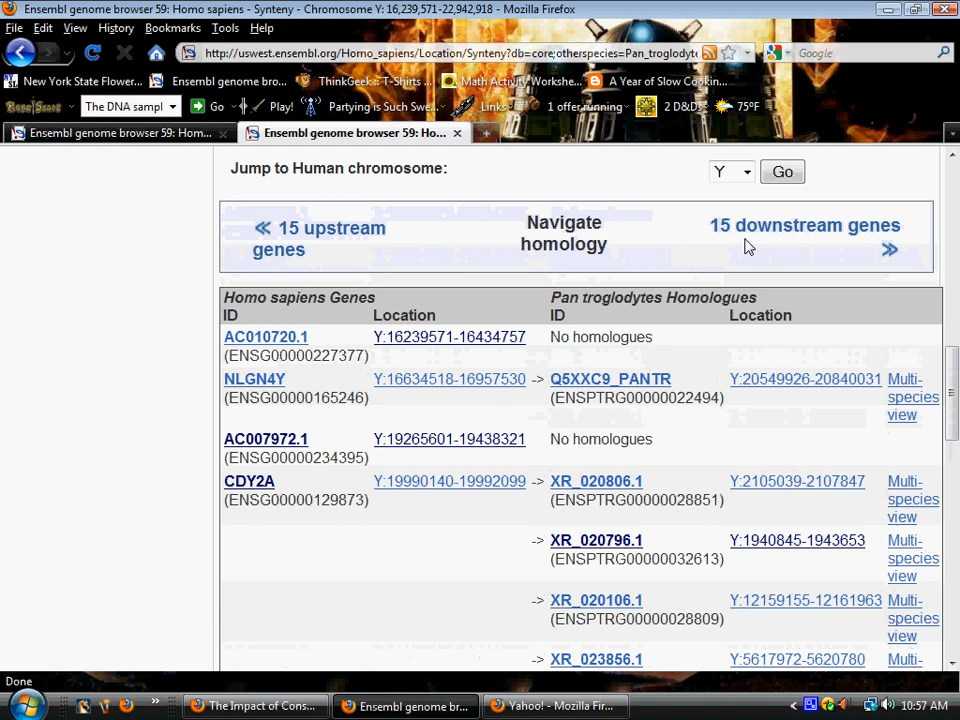 Ensembl genome browser 59: Homo sapiens - Synteny - Chromosome Y: 16,239,571-22,942,918 - Mozilla Firefox
File Edit View History Bookmarks Tools Help
http://uswest.ensembl.org/Homo_sapiens/Location/Synteny?db=core;otherspecies=Pan_troglodyte
Google
New York State Flower... Ensembl genome bro... ThinkGeek :: T-Shirts ... Math Activity Workshe... A Year of Slow Cookin...
The DNA sampl Go Play! Partying is Such Swe... Links 1 offer running 2 D&D 75°F
Ensembl genome browser 59: Hom... Ensembl genome browser 59: Ho...
Jump to Human chromosome: Y Go
« 15 upstream genes
Navigate homology
15 downstream genes »
Homo sapiens Genes Pan troglodytes Homologues
ID Location ID Location
AC010720.1 Y:16239571-16434757 No homologues
(ENSG00000227377)
NLGN4Y Y:16634518-16957530 -> Q5XXC9_PANTR Y:20549926-20840031 Multi-
(ENSG00000165246) (ENSPTRG00000022494) species
view
AC007972.1 Y:19265601-19438321 No homologues
(ENSG00000234395)
CDY2A Y:19990140-19992099 -> XR_020806.1 Y:2105039-2107847 Multi-
(ENSG00000129873) (ENSPTRG00000028851) species
view
-> XR_020796.1 Y:1940845-1943653 Multi-
(ENSPTRG00000032613) species
view
-> XR_020106.1 Y:12159155-12161963 Multi-
(ENSPTRG00000028809) species
view
-> XR_023856.1 Y:5617972-5620780 Multi-
Done
The Impact of Cons... Ensembl genome br... Yahoo! - Mozilla Fir... 10:57 AM